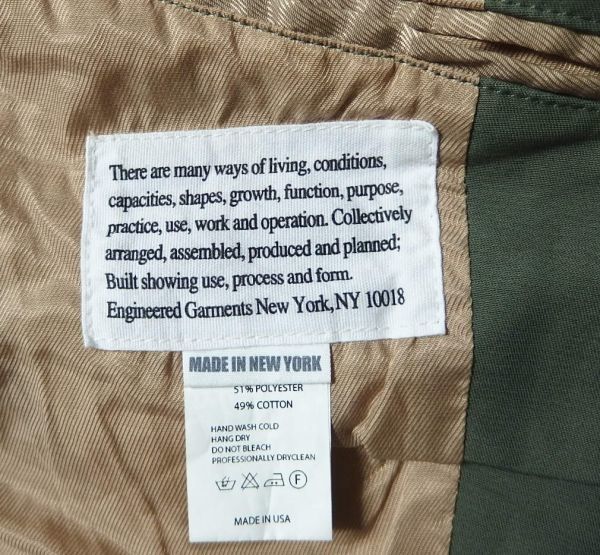 There are many ways of living, conditions,
capacities, shapes, growth, function, purpose,
practice, use, work and operation. Collectively
arranged, assembled, produced and planned;
Built showing use, process and form.
Engineered Garments New York, NY 10018
MADE IN NEW YORK
51% POLYESTER
49% COTTON
HAND WASH COLD
HANG DRY
DO NOT BLEACH
PROFESSIONALLY DRYCLEAN
F
MADE IN USA